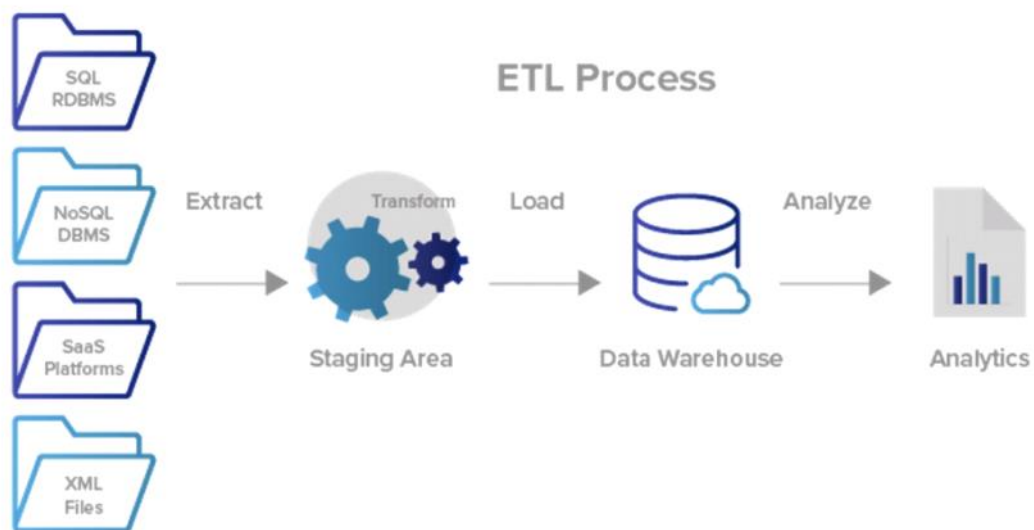 ETL Process
SQL
RDBMS
NoSQL
DBMS
SaaS
Platforms
XML
Files
Extract
Transform
Staging Area
Load
Data Warehouse
Analyze
Analytics